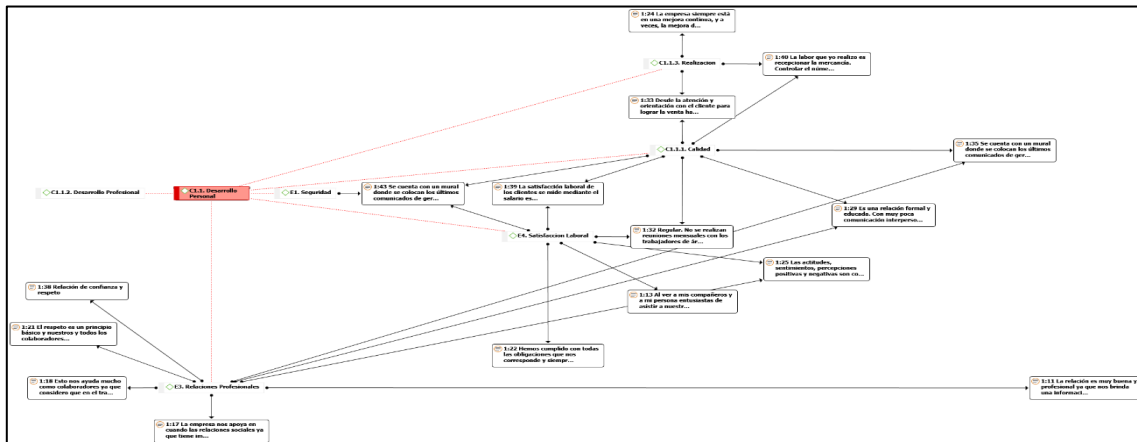 1:24 La empresa siempre está
en una mejora continua, y a
veces, la mejora d...
C1.1.3. Realizacion
1:40 La labor que yo realizo es
recepcionar la mercancía.
Controlar el núme...
1:33 Desde la atención y
orientación con el cliente para
lograr la venta ha...
C1.1.1. Calidad
1:35 Se cuenta con un mural
donde se colocan los últimos
comunicados de ger...
C1.1.2. Desarrollo Profesional
C1.1. Desarrollo
Personal
E1. Seguridad
1:43 Se cuenta con un mural
donde se colocan los últimos
comunicados de ger...
1:39 La satisfacción laboral de
los clientes se mide mediante el
salario es...
1:29 Es una relación formal y
educada. Con muy poca
comunicación interperso...
E4. Satisfaccion Laboral
1:32 Regular. No se realizan
reuniones mensuales con los
trabajadores de ár...
1:25 Las actitudes,
sentimientos, percepciones
positivas y negativas son co...
1:38 Relación de confianza y
respeto
1:13 Al ver a mis compañeros y
a mi persona entusiastas de
asistir a nuestr...
1:21 El respeto es un principio
básico y nuestros y todos los
colaboradores...
1:22 Hemos cumplido con todas
las obligaciones que nos
corresponde y siempr...
1:18 Esto nos ayuda mucho
como colaboradores ya que
considero que en el tra...
E3. Relaciones Profesionales
1:11 La relación es muy buena y
profesional ya que nos brinda
una informaci...
1:17 La empresa nos apoya en
cuando las relaciones sociales ya
que tiene im...